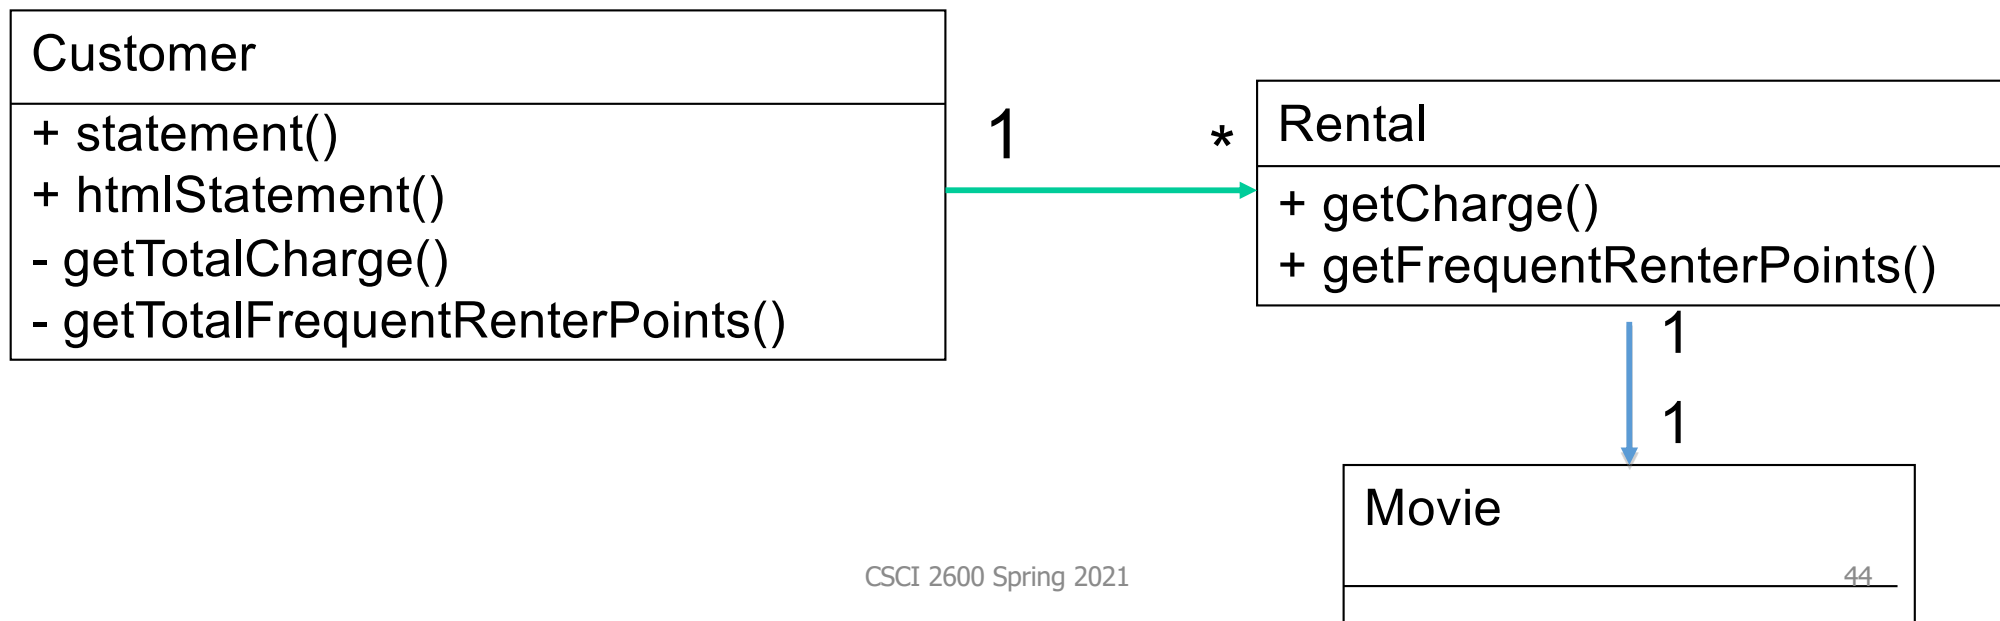 Customer
+ statement()
+ htmlStatement()
- getTotalCharge()
- getTotalFrequentRenterPoints()
1
*
Rental
+ getCharge()
+ getFrequentRenterPoints()
1
1
Movie
CSCI 2600 Spring 2021
44